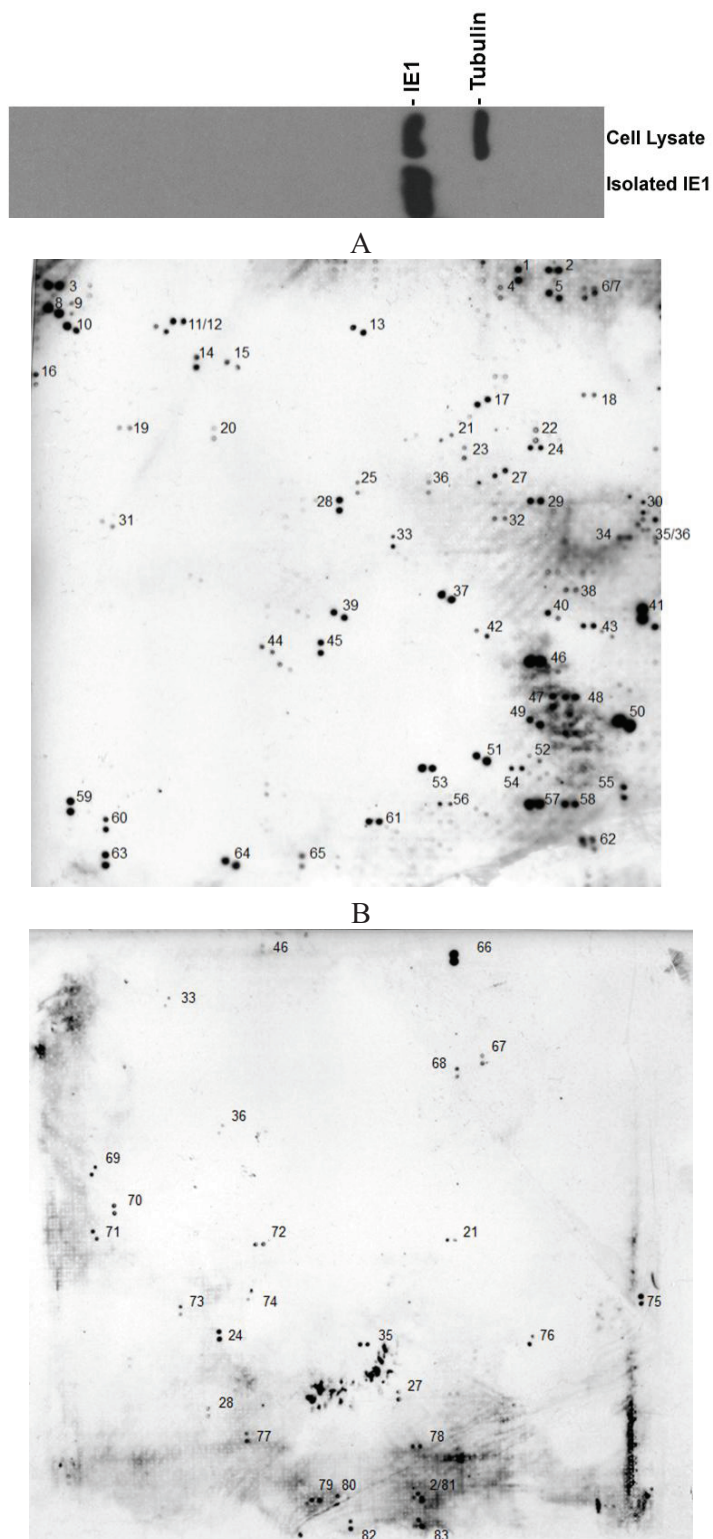 - IE1
- Tubulin
Cell Lysate
Isolated IE1
A
1 2
3 4 5 6/7
8 9
10 11/12 13
14 15
16
17 18
19 20 21 22
23 24
25 36 27
28 29 30
31 32
33 34 35/36
37 38
39 40 41
42 43
44 45
46
47 48
49 50
51 52
53 54 55
59 56 57 58
60 61
62
63 64 65
B
46 66
33
67
68
36
69
70
71 72 21
73 74 75
24 35 76
27
28
77 78
79 80 2/81
82 83